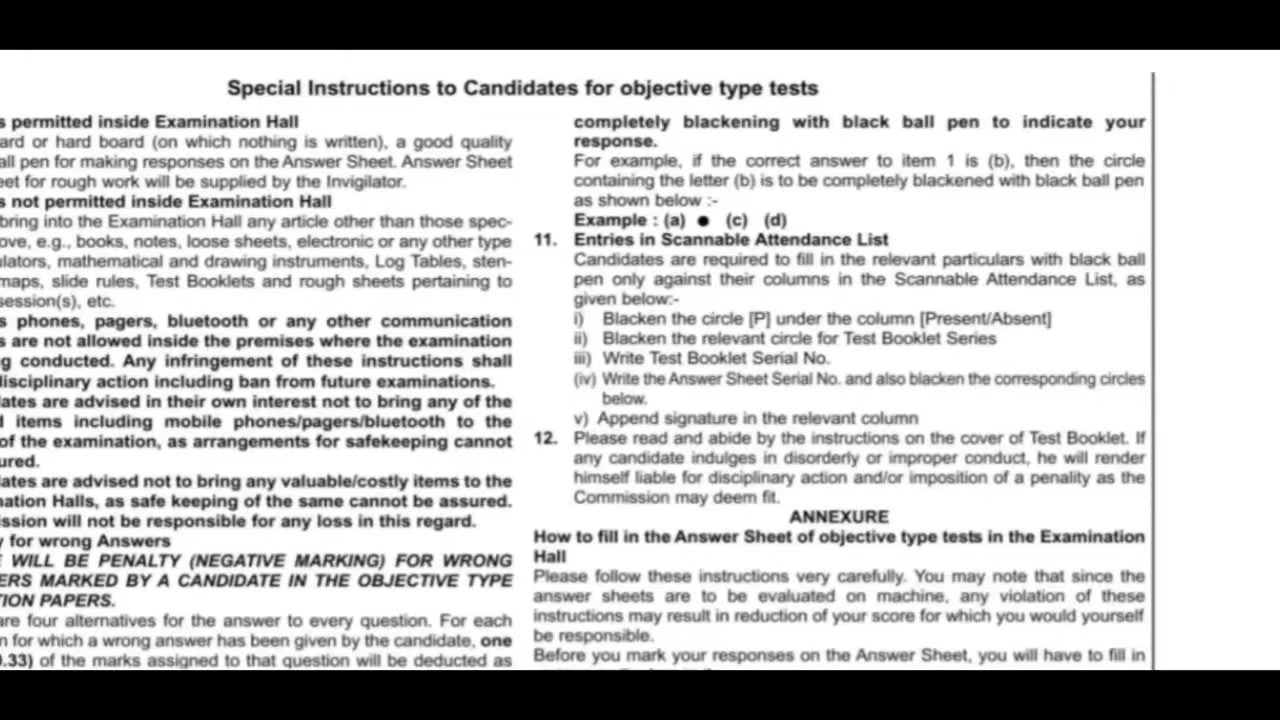 Special Instructions to Candidates for objective type tests
s permitted inside Examination Hall
ard or hard board (on which nothing is written), a good quality
all pen for making responses on the Answer Sheet. Answer Sheet
eet for rough work will be supplied by the Invigilator.
s not permitted inside Examination Hall
bring into the Examination Hall any article other than those spec-
ove, e.g., books, notes, loose sheets, electronic or any other type
ulators, mathematical and drawing instruments, Log Tables, sten-
maps, slide rules, Test Booklets and rough sheets pertaining to
session(s), etc.
s phones, pagers, bluetooth or any other communication
s are not allowed inside the premises where the examination
g conducted. Any infringement of these instructions shall
disciplinary action including ban from future examinations.
ates are advised in their own interest not to bring any of the
d items including mobile phones/pagers/bluetooth to the
of the examination, as arrangements for safekeeping cannot
ured.
ates are advised not to bring any valuable/costly items to the
nation Halls, as safe keeping of the same cannot be assured.
ission will not be responsible for any loss in this regard.
y for wrong Answers
E WILL BE PENALTY (NEGATIVE MARKING) FOR WRONG
ERS MARKED BY A CANDIDATE IN THE OBJECTIVE TYPE
TION PAPERS.
are four alternatives for the answer to every question. For each
n for which a wrong answer has been given by the candidate, one
0.33) of the marks assigned to that question will be deducted as
completely blackening with black ball pen to indicate your
response.
For example, if the correct answer to item 1 is (b), then the circle
containing the letter (b) is to be completely blackened with black ball pen
as shown below :-
Example : (a) ● (c) (d)
11. Entries in Scannable Attendance List
Candidates are required to fill in the relevant particulars with black ball
pen only against their columns in the Scannable Attendance List, as
given below:-
i) Blacken the circle [P] under the column [Present/Absent]
ii) Blacken the relevant circle for Test Booklet Series
iii) Write Test Booklet Serial No.
(iv) Write the Answer Sheet Serial No. and also blacken the corresponding circles
below.
v) Append signature in the relevant column
12. Please read and abide by the instructions on the cover of Test Booklet. If
any candidate indulges in disorderly or improper conduct, he will render
himself liable for disciplinary action and/or imposition of a penalty as the
Commission may deem fit.
ANNEXURE
How to fill in the Answer Sheet of objective type tests in the Examination
Hall
Please follow these instructions very carefully. You may note that since the
answer sheets are to be evaluated on machine, any violation of these
instructions may result in reduction of your score for which you would yourself
be responsible.
Before you mark your responses on the Answer Sheet, you will have to fill in